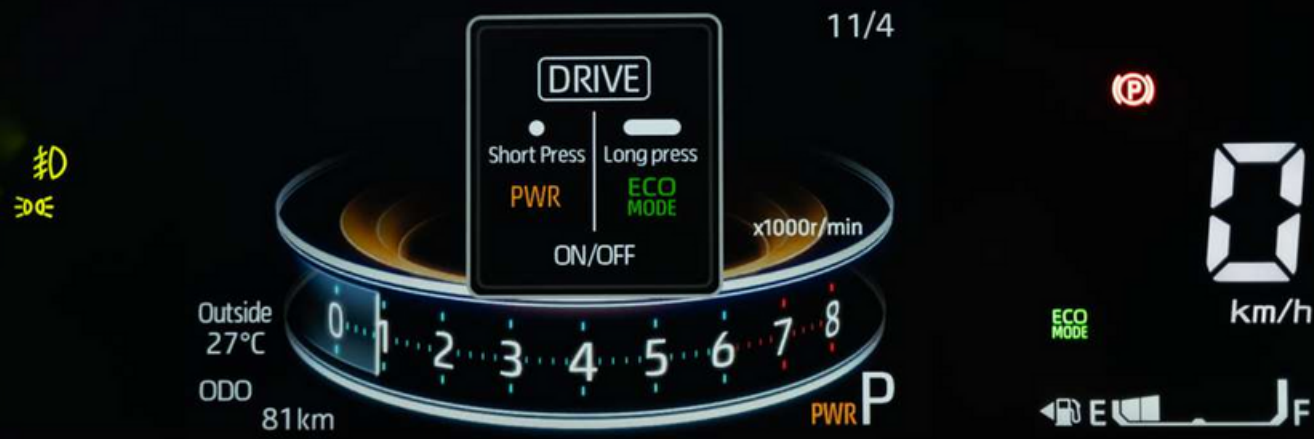 11/4
DRIVE
Short Press
Long press
PWR
ECO
MODE
ON/OFF
x1000r/min
0 1 2 3 4 5 6 7 8
Outside
27°C
ODO
81km
PWR P
P
0
km/h
ECO
MODE
E F